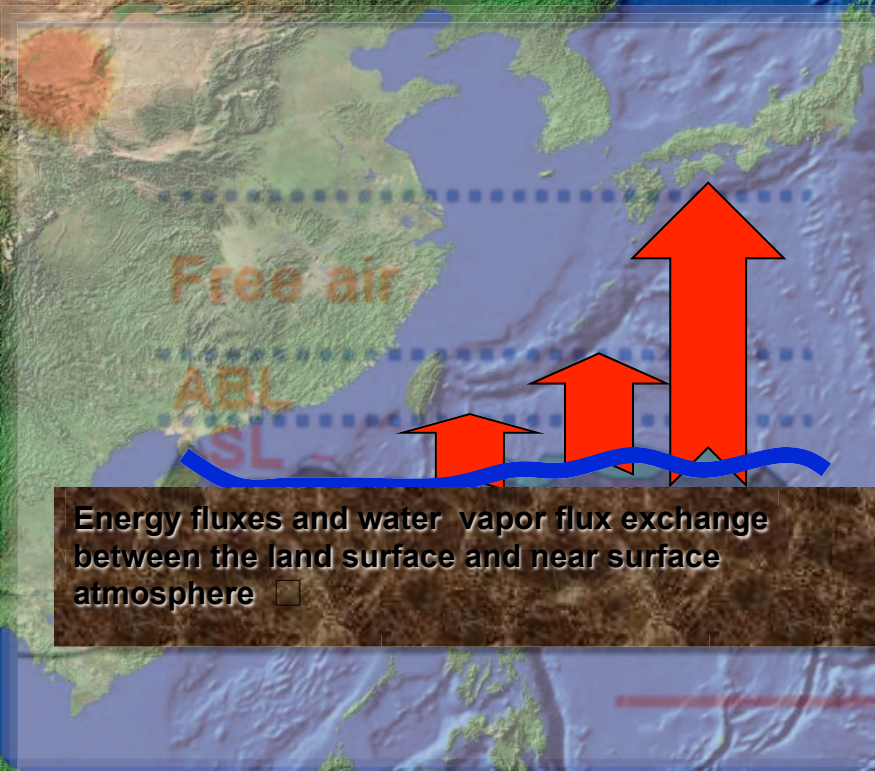 Free air
ABL
SL
Energy fluxes and water  vapor flux exchange
between the land surface and near surface
atmosphere  □